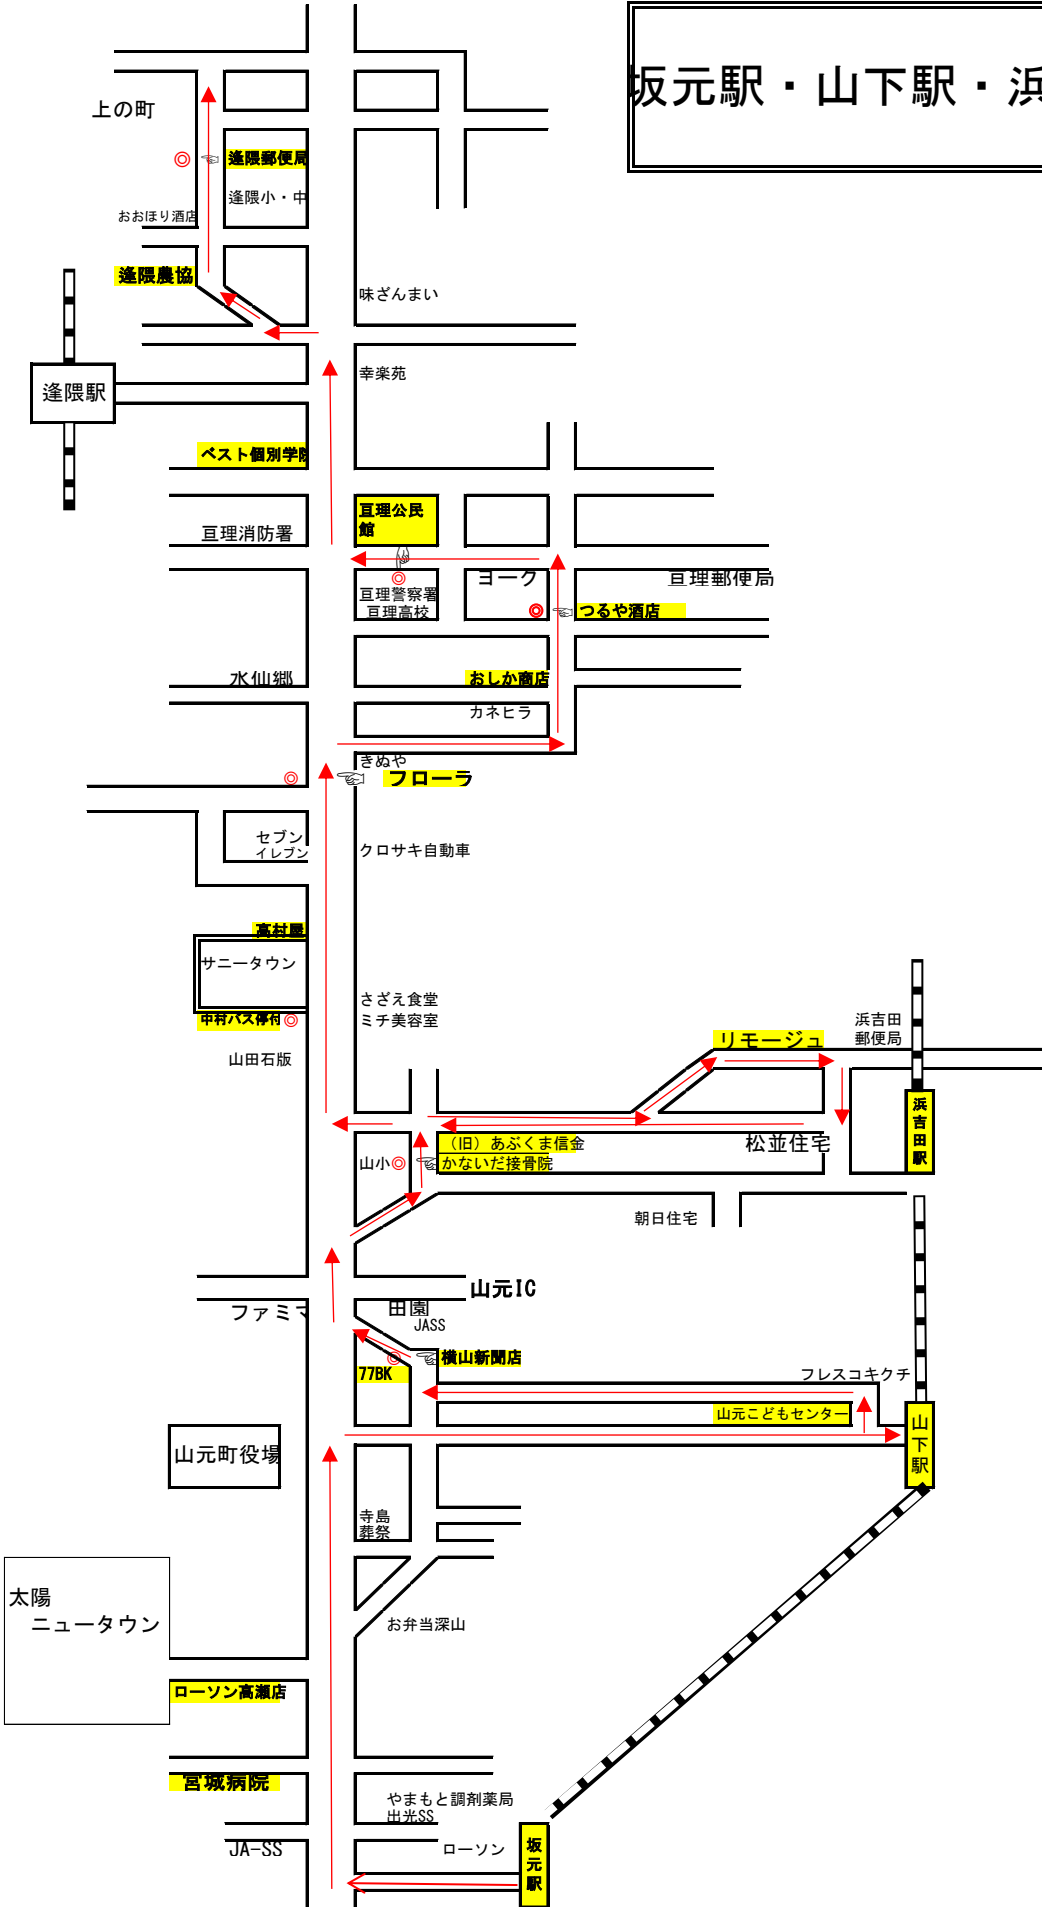 坂元駅・山下駅・浜
上の町
逢隈郵便局
逢隈小・中
おおほり酒店
逢隈農協
味ざんまい
逢隈駅
幸楽苑
ベスト個別学院
亘理公民
館
亘理消防署
ヨーク
亘理郵便局
亘理警察署
亘理高校
つるや酒店
水仙郷
おしか商店
カネヒラ
きぬや
フローラ
セブン
イレブン
クロサキ自動車
高村屋
サニータウン
さざえ食堂
ミチ美容室
中村バス停付
山田石版
浜吉田
郵便局
リモージュ
浜吉田駅
(旧)あぶくま信金
かないだ接骨院
松並住宅
山小
朝日住宅
山元IC
ファミマ
田園
JASS
横山新聞店
77BK
フレスコキクチ
山元こどもセンター
山下駅
山元町役場
寺島
葬祭
太陽
ニュータウン
お弁当深山
ローソン高瀬店
宮城病院
やまもと調剤薬局
出光SS
JA-SS
ローソン
坂元駅